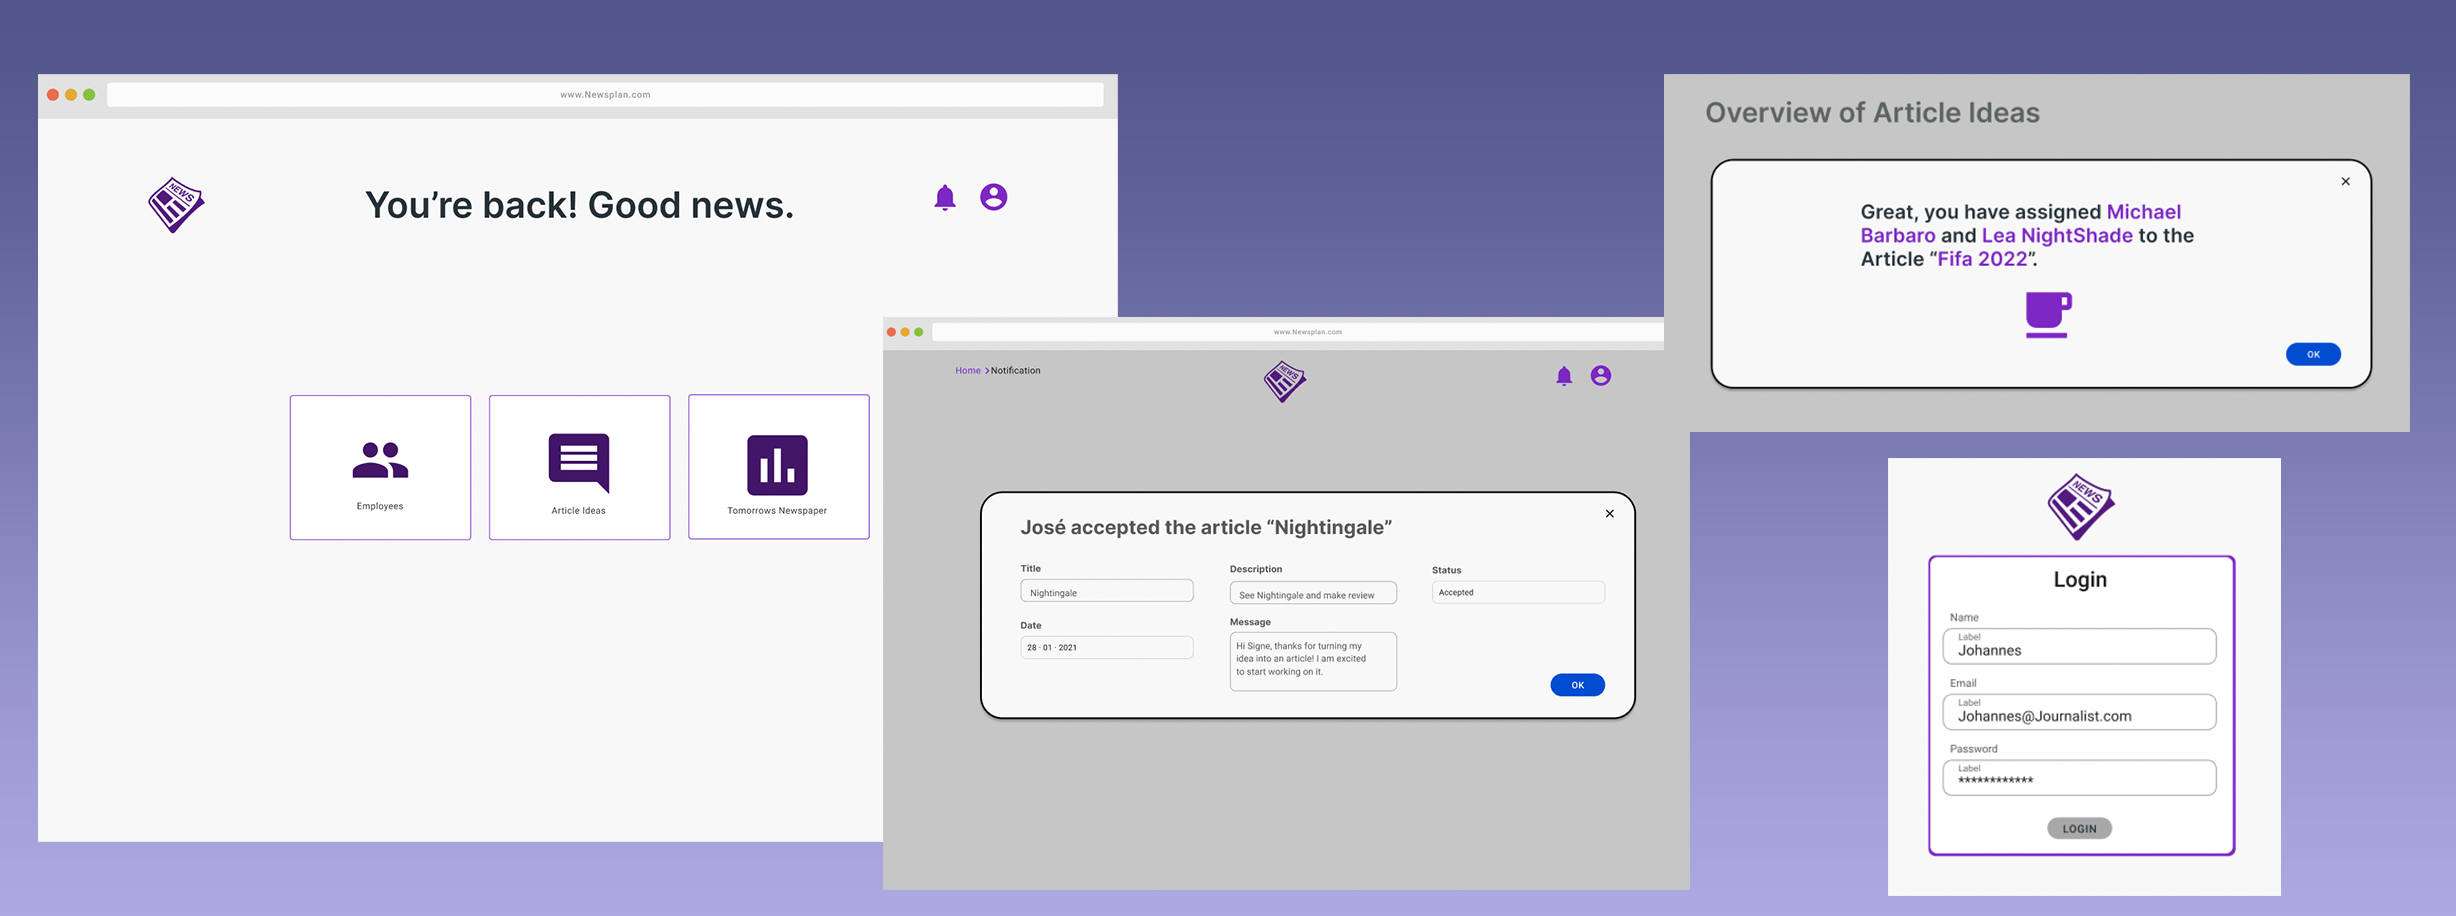 www.Newsplan.com
NEWS
You're back! Good news.
Employees
Article Ideas
Tomorrows Newspaper
www.Newsplan.com
Home
Notification
NEWS
José accepted the article “Nightingale”
Title
Description
Status
Nightingale
See Nightingale and make review
Accepted
Date
Message
28 · 01 · 2021
Hi Signe, thanks for turning my
idea into an article! I am excited
to start working on it.
OK
Overview of Article Ideas
Great, you have assigned Michael
Barbaro and Lea NightShade to the
Article “Fifa 2022”.
OK
NEWS
Login
Name
Label
Johannes
Email
Label
Johannes@Journalist.com
Password
Label
************
LOGIN